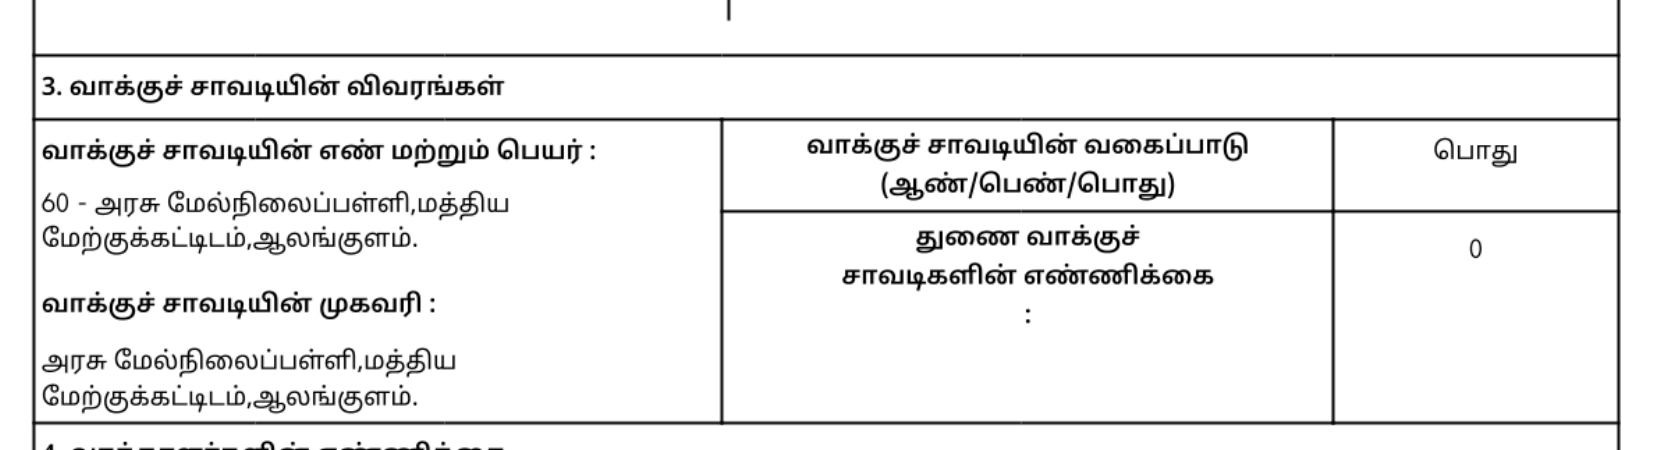 3. வாக்குச் சாவடியின் விவரங்கள்
வாக்குச் சாவடியின் எண் மற்றும் பெயர் :
60 - அரசு மேல்நிலைப்பள்ளி,மத்திய
மேற்குக்கட்டிடம்,ஆலங்குளம்.
வாக்குச் சாவடியின் முகவரி :
அரசு மேல்நிலைப்பள்ளி,மத்திய
மேற்குக்கட்டிடம்,ஆலங்குளம்.
வாக்குச் சாவடியின் வகைப்பாடு
(ஆண்/பெண்/பொது)
பொது
துணை வாக்குச்
சாவடிகளின் எண்ணிக்கை
:
0